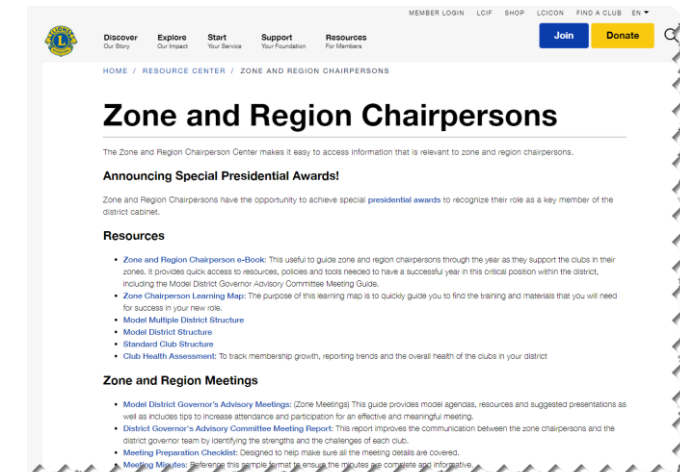 MEMBER LOGIN LCIF SHOP LCICON FIND A CLUB EN
Discover Explore Start Support Resources
Our Story Our Impact Your Service Your Foundation For Members
Join Donate
HOME / RESOURCE CENTER / ZONE AND REGION CHAIRPERSONS
Zone and Region Chairpersons
The Zone and Region Chairperson Center makes it easy to access information that is relevant to zone and region chairpersons.
Announcing Special Presidential Awards!
Zone and Region Chairpersons have the opportunity to achieve special presidential awards to recognize their role as a key member of the
district cabinet.
Resources
• Zone and Region Chairperson e-Book: This useful to guide zone and region chairpersons through the year as they support the clubs in their
zones. It provides quick access to resources, policies and tools needed to have a successful year in this critical position within the district,
including the Model District Governor Advisory Committee Meeting Guide.
• Zone Chairperson Learning Map: The purpose of this learning map is to quickly guide you to find the training and materials that you will need
for success in your new role.
• Model Multiple District Structure
• Model District Structure
• Standard Club Structure
• Club Health Assessment: To track membership growth, reporting trends and the overall health of the clubs in your district
Zone and Region Meetings
• Model District Governor's Advisory Meetings: (Zone Meetings) This guide provides model agendas, resources and suggested presentations as
well as includes tips to increase attendance and participation for an effective and meaningful meeting.
• District Governor's Advisory Committee Meeting Report: This report improves the communication between the zone chairpersons and the
district governor team by identifying the strengths and the challenges of each club.
• Meeting Preparation Checklist: Designed to help make sure all the meeting details are covered.
• Meeting Minutes: Reference this sample format to ensure the minutes are complete and informative.